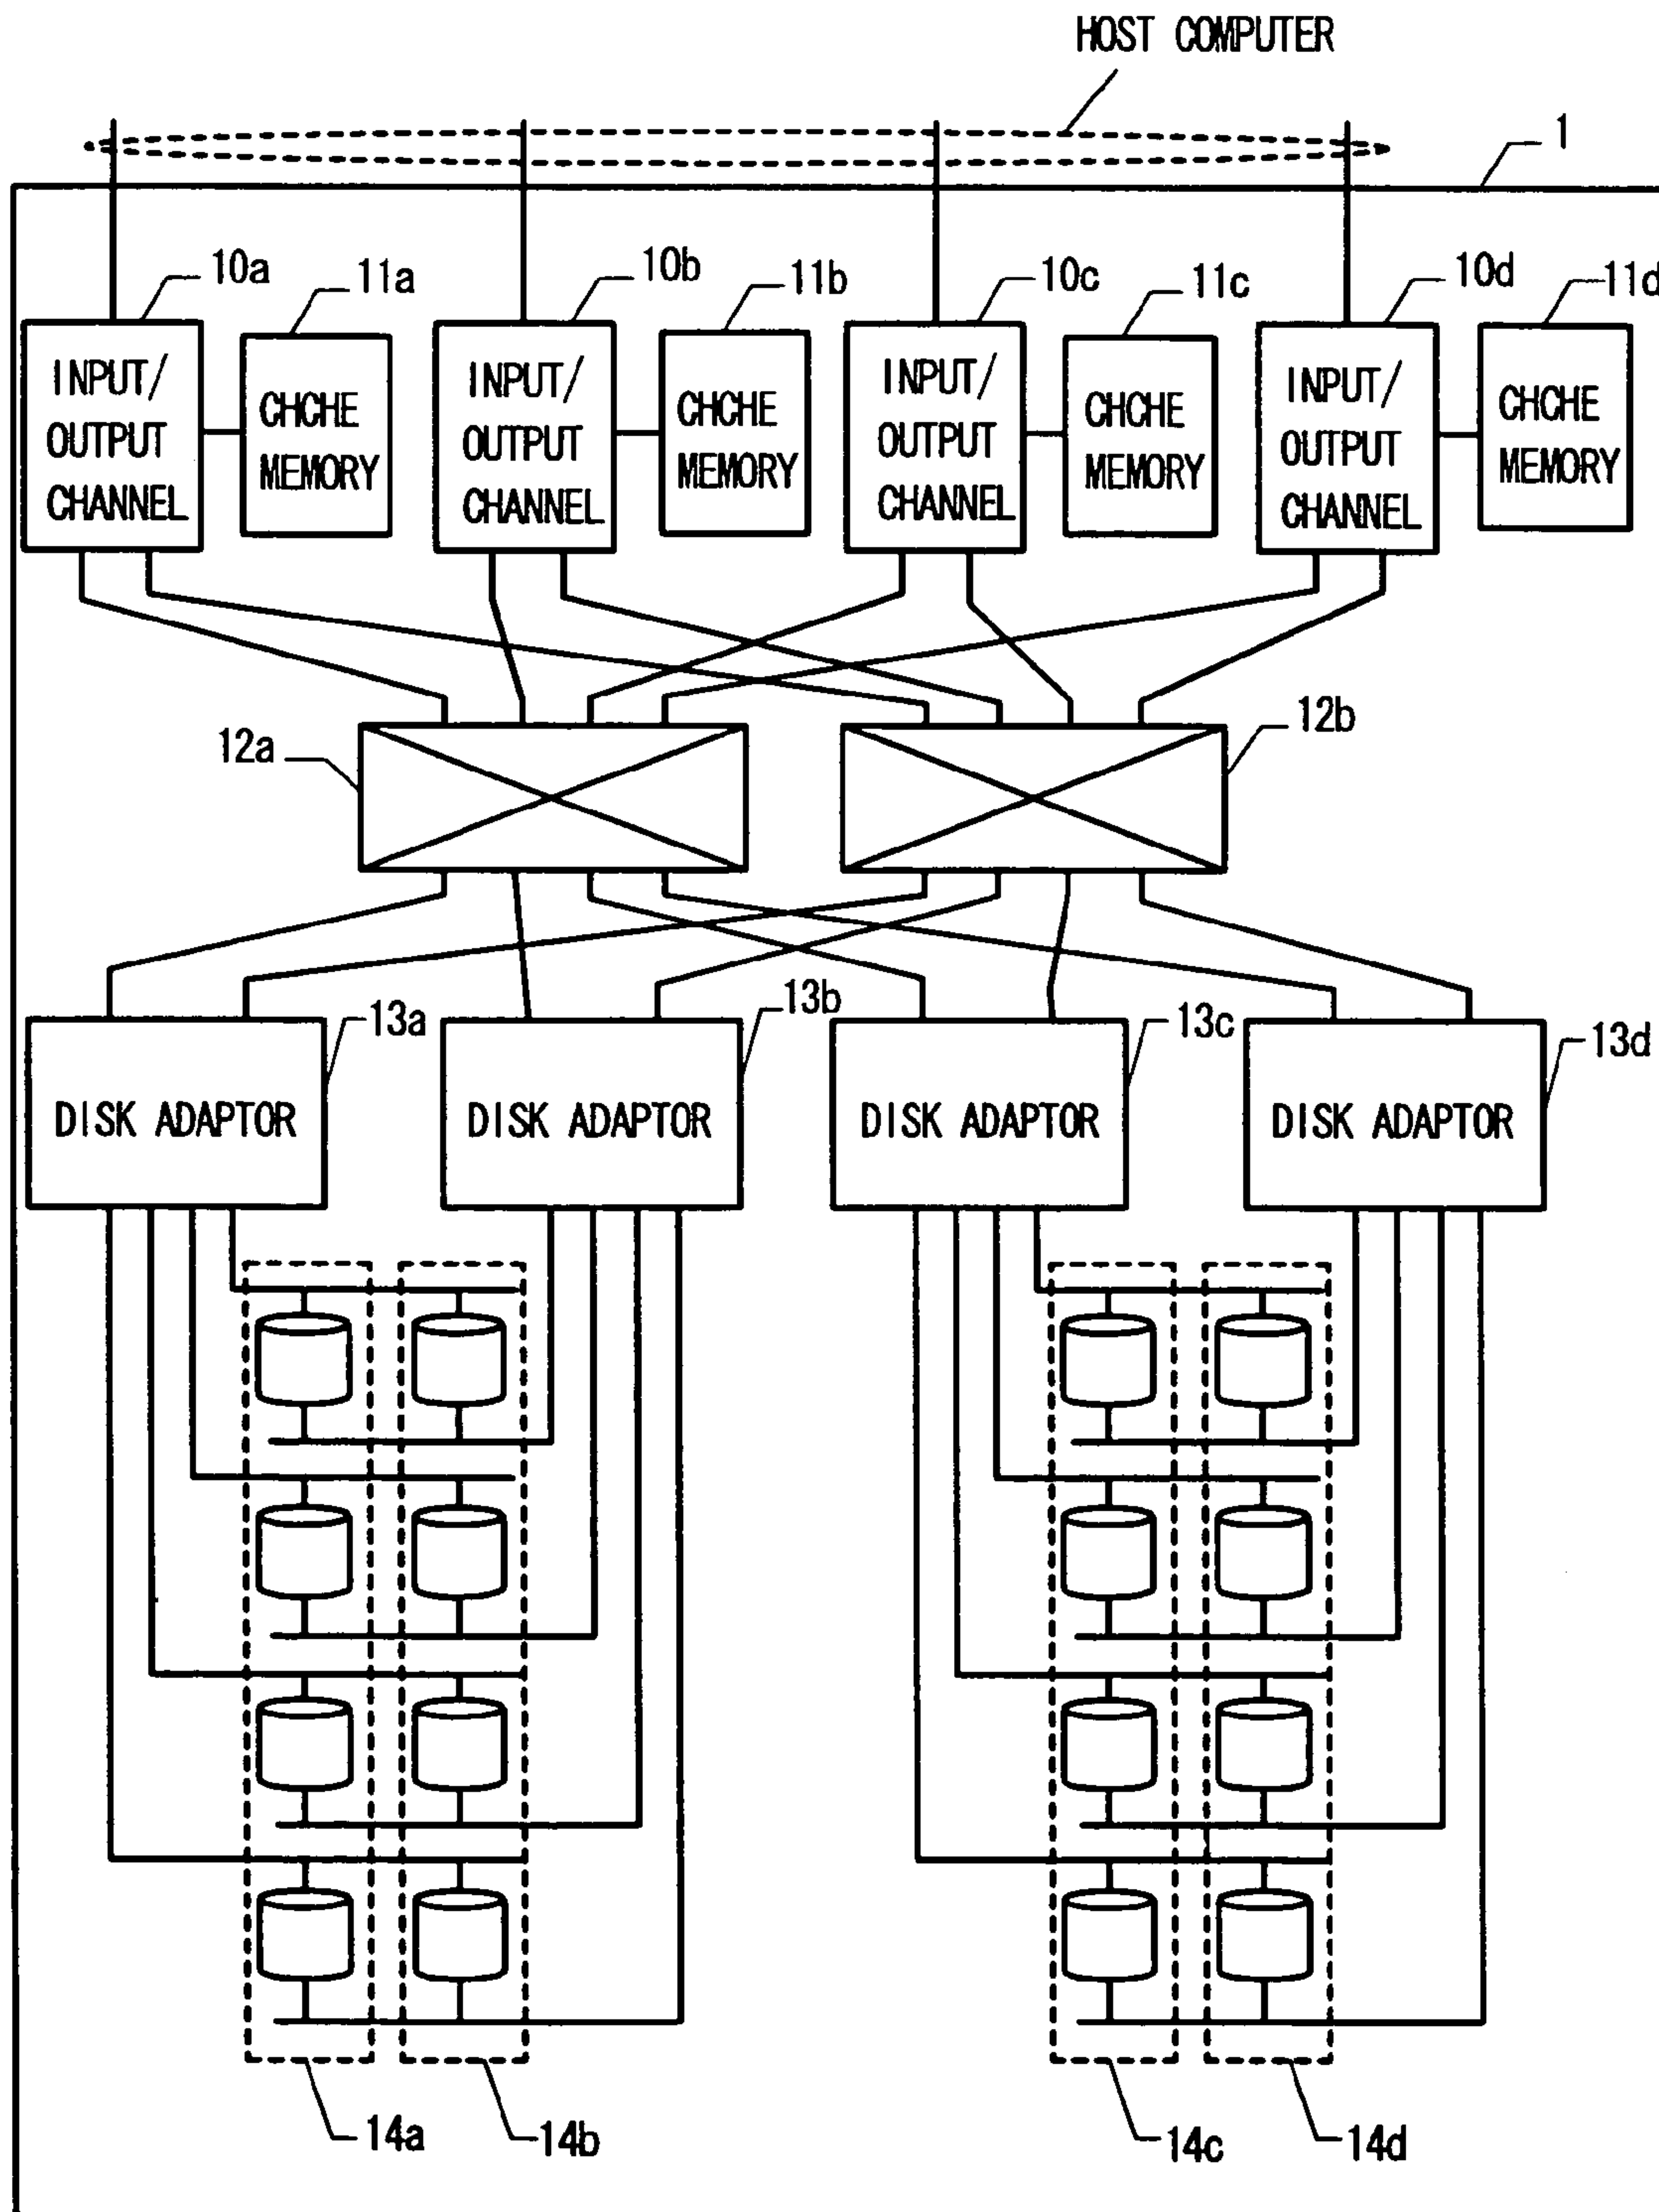 HOST COMPUTER
1
10a
11a
10b
11b
10c
11c
10d
11d
INPUT/
OUTPUT
CHANNEL
CHCHE
MEMORY
INPUT/
OUTPUT
CHANNEL
CHCHE
MEMORY
INPUT/
OUTPUT
CHANNEL
CHCHE
MEMORY
INPUT/
OUTPUT
CHANNEL
CHCHE
MEMORY
12a
12b
13a
13b
13c
13d
DISK ADAPTOR
DISK ADAPTOR
DISK ADAPTOR
DISK ADAPTOR
14a
14b
14c
14d